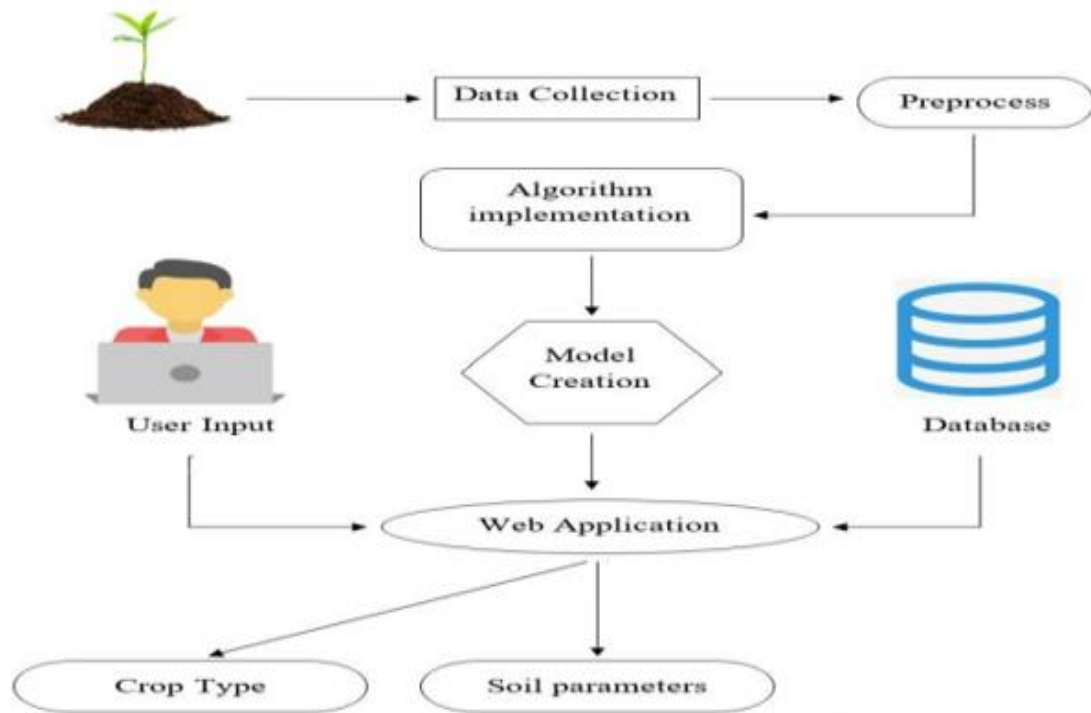 Data Collection
Preprocess
Algorithm
implementation
Model
Creation
User Input
Database
Web Application
Crop Type
Soil parameters